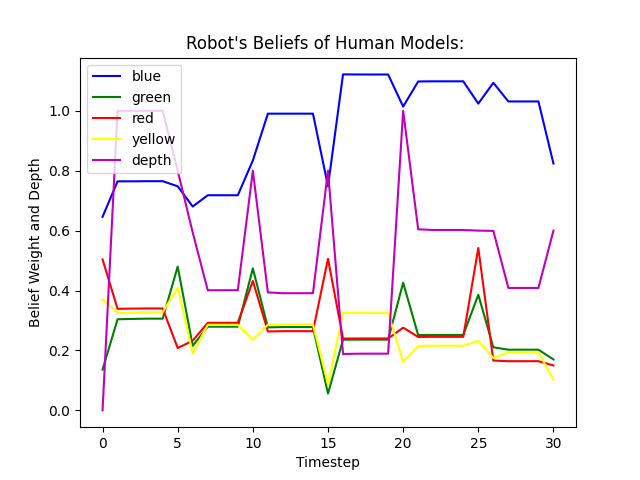 Robot's Beliefs of Human Models:
blue
green
red
yellow
depth
Belief Weight and Depth
1.0
0.8
0.6
0.4
0.2
0.0
0 5 10 15 20 25 30
Timestep